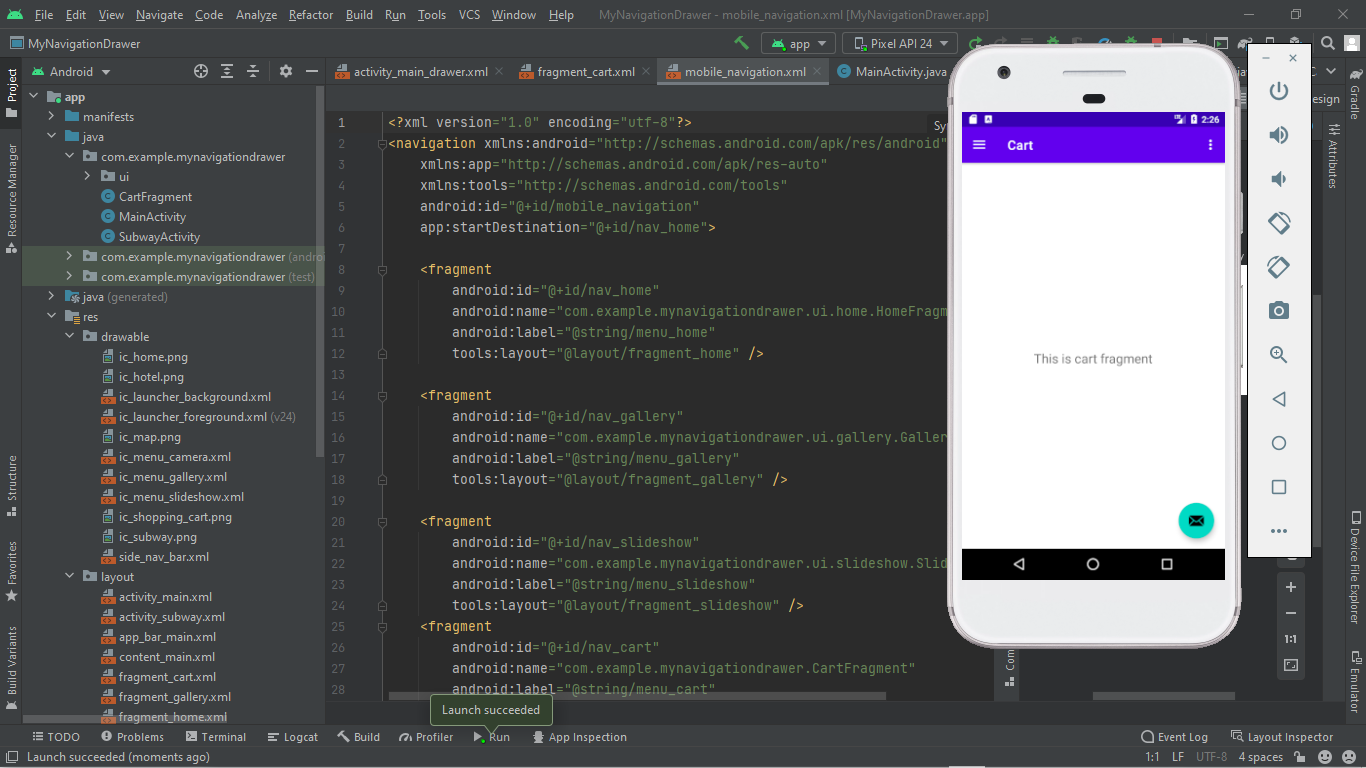 File Edit View Navigate Code Analyze Refactor Build Run Tools VCS Window Help MyNavigationDrawer - mobile_navigation.xml [MyNavigationDrawer.app]
MyNavigationDrawer
app
Pixel API 24
Project
Android
activity_main_drawer.xml
fragment_cart.xml
mobile_navigation.xml
MainActivity.java
app
manifests
java
com.example.mynavigationdrawer
ui
CartFragment
MainActivity
SubwayActivity
com.example.mynavigationdrawer (andro
com.example.mynavigationdrawer (test)
java (generated)
res
drawable
ic_home.png
ic_hotel.png
ic_launcher_background.xml
ic_launcher_foreground.xml (v24)
ic_map.png
ic_menu_camera.xml
ic_menu_gallery.xml
ic_menu_slideshow.xml
ic_shopping_cart.png
ic_subway.png
side_nav_bar.xml
layout
activity_main.xml
activity_subway.xml
app_bar_main.xml
content_main.xml
fragment_cart.xml
fragment_gallery.xml
fragment_home.xml
Resource Manager
Structure
Favorites
Build Variants
1 <?xml version="1.0" encoding="utf-8"?>
2 <navigation xmlns:android="http://schemas.android.com/apk/res/android"
3 xmlns:app="http://schemas.android.com/apk/res-auto"
4 xmlns:tools="http://schemas.android.com/tools"
5 android:id="@+id/mobile_navigation"
6 app:startDestination="@+id/nav_home">
7
8 <fragment
9 android:id="@+id/nav_home"
10 android:name="com.example.mynavigationdrawer.ui.home.HomeFragm
11 android:label="@string/menu_home"
12 tools:layout="@layout/fragment_home" />
13
14 <fragment
15 android:id="@+id/nav_gallery"
16 android:name="com.example.mynavigationdrawer.ui.gallery.Galler
17 android:label="@string/menu_gallery"
18 tools:layout="@layout/fragment_gallery" />
19
20 <fragment
21 android:id="@+id/nav_slideshow"
22 android:name="com.example.mynavigationdrawer.ui.slideshow.Slid
23 android:label="@string/menu_slideshow"
24 tools:layout="@layout/fragment_slideshow" />
25 <fragment
26 android:id="@+id/nav_cart"
27 android:name="com.example.mynavigationdrawer.CartFragment"
28 android:label="@string/menu_cart"
2:26
Cart
This is cart fragment
esign
Gradle
Attributes
Device File Explorer
Emulator
1:1
Launch succeeded
TODO Problems Terminal Logcat Build Profiler Run App Inspection Event Log Layout Inspector
Launch succeeded (moments ago) 1:1 LF UTF-8 4 spaces